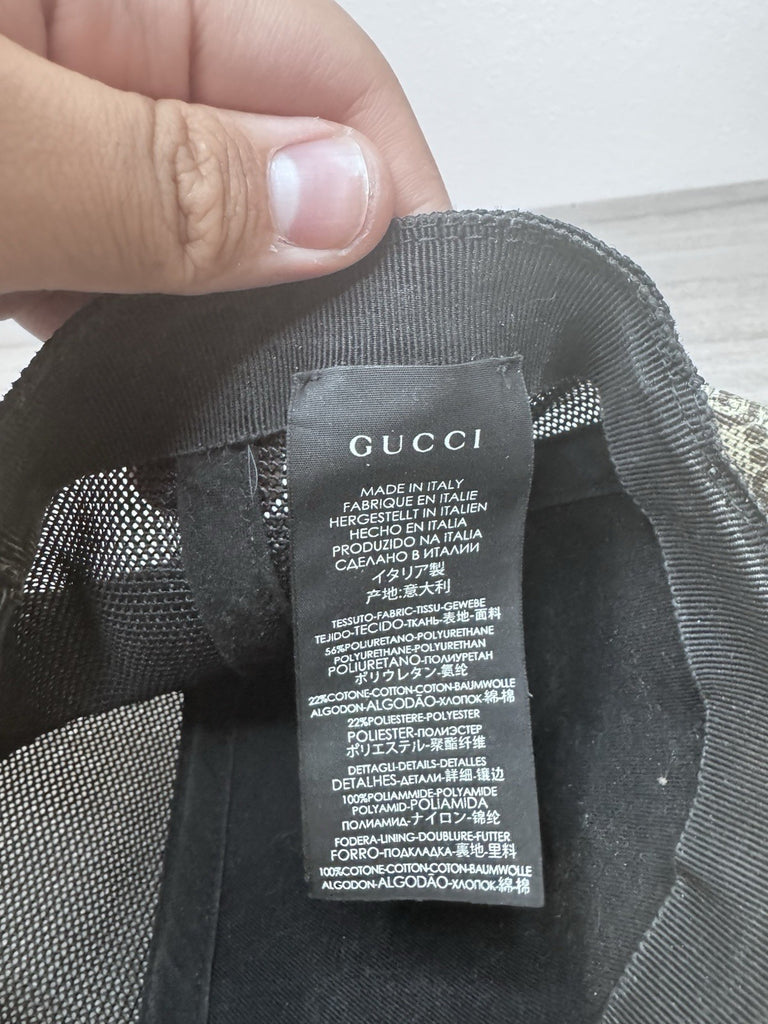 GUCCI
MADE IN ITALY
FABRIQUE EN ITALIE
HERGESTELLT IN ITALIEN
HECHO EN ITALIA
PRODUZIDO NA ITALIA
СДЕЛАНО В ИТАЛИИ
イタリア製
产地:意大利
TESSUTO-FABRIC-TISSU-GEWEBE
TEJIDO-TECIDO-ТКАНЬ-表地-面料
56%POLIURETANO-POLYURETHANE
POLYURETHANE-POLYURETHAN
POLIURETANO-ПОЛИУРЕТАН
ポリウレタン-氨纶
22%COTONE-COTTON-COTON-BAUMWOLLE
ALGODON-ALGODÃO-ХЛОПОК-綿-棉
22%POLIESTERE-POLYESTER
POLIESTER-ПОЛИЭСТЕР
ポリエステル-聚酯纤维
DETTAGLI-DETAILS-DETALLES
DETALHES-ДЕТАЛИ-詳細-镶边
100%POLIAMMIDE-POLYAMIDE
POLYAMID-POLIAMIDA
ПОЛИАМИД-ナイロン-锦纶
FODERA-LINING-DOUBLURE-FUTTER
FORRO-ПОДКЛАДКА-裏地-里料
100%COTONE-COTTON-COTON-BAUMWOLLE
ALGODON-ALGODÃO-ХЛОПОК-綿-棉